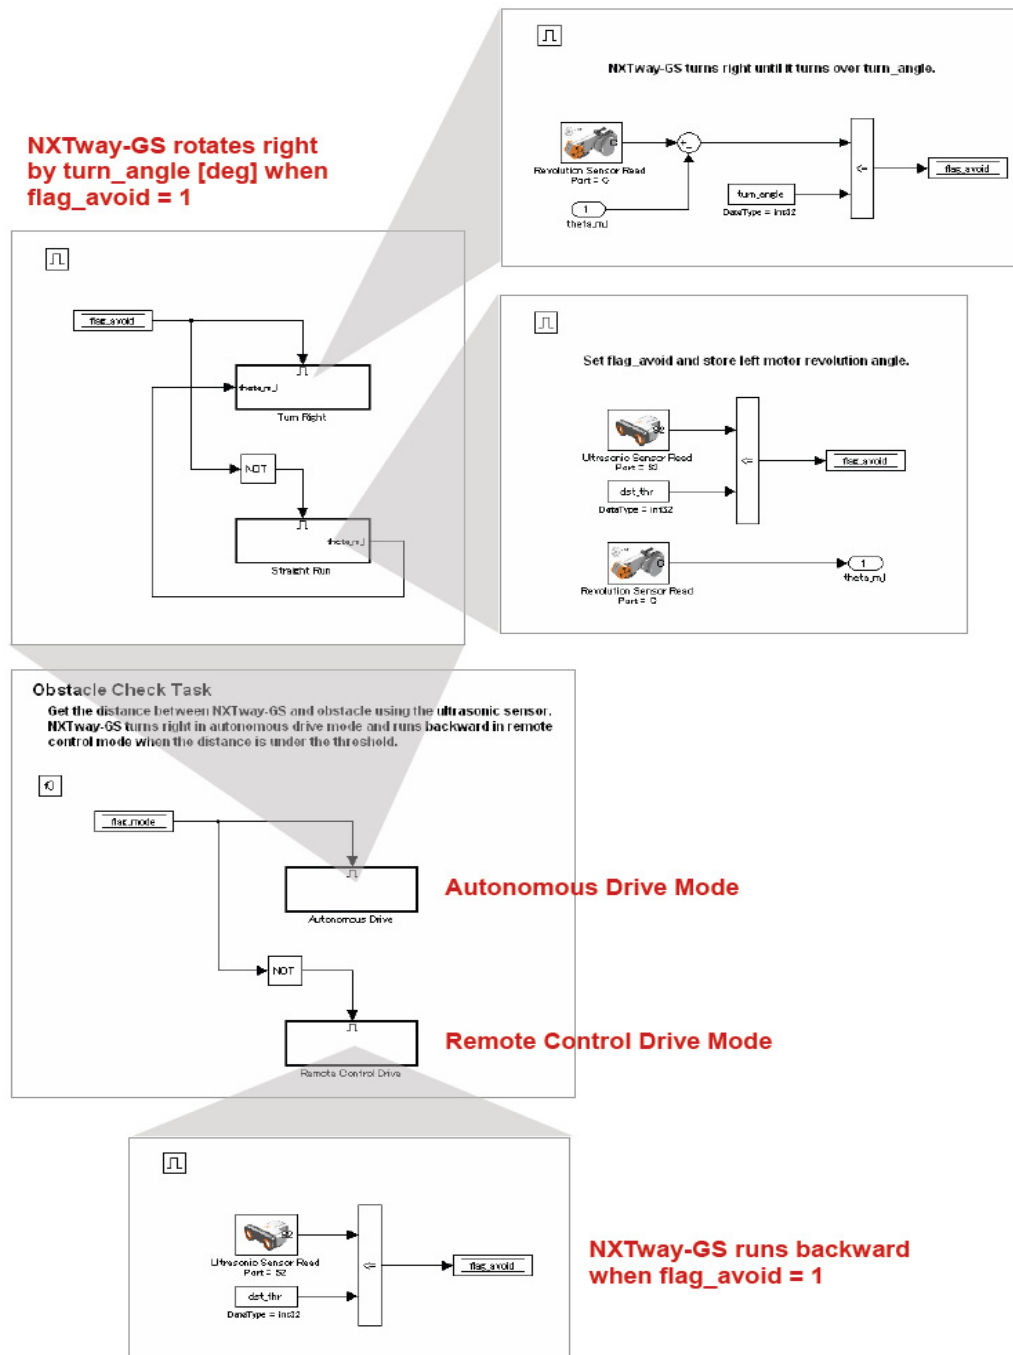 NXTway-GS turns right until it turns over turn_angle.
NXTway-GS rotates right
by turn_angle [deg] when
flag_avoid = 1
C
Revolution Sensor Read
Port = C
1
theta_m_l
turn_angle
DataType = int32
<=
flag_avoid
flag_avoid
theta_m_l
Turn Right
NOT
theta_m_l
Straight Run
Set flag_avoid and store left motor revolution angle.
S2
Ultrasonic Sensor Read
Port = S2
dst_thr
DataType = int32
<=
flag_avoid
C
Revolution Sensor Read
Port = C
1
theta_m_l
Obstacle Check Task
Get the distance between NXTway-GS and obstacle using the ultrasonic sensor.
NXTway-GS turns right in autonomous drive mode and runs backward in remote
control mode when the distance is under the threshold.
f()
flag_mode
Autonomous Drive
Autonomous Drive Mode
NOT
Remote Control Drive
Remote Control Drive Mode
S2
Ultrasonic Sensor Read
Port = S2
dst_thr
DataType = int32
<=
flag_avoid
NXTway-GS runs backward
when flag_avoid = 1